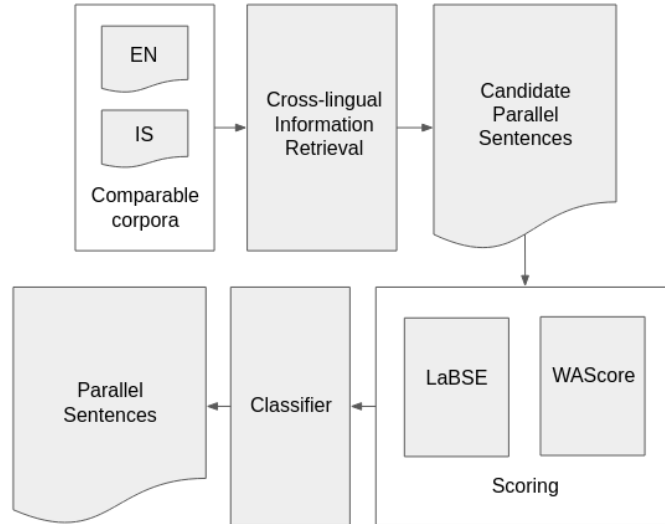 EN
IS
Comparable
corpora
Cross-lingual
Information
Retrieval
Candidate
Parallel
Sentences
LaBSE
WAScore
Scoring
Classifier
Parallel
Sentences